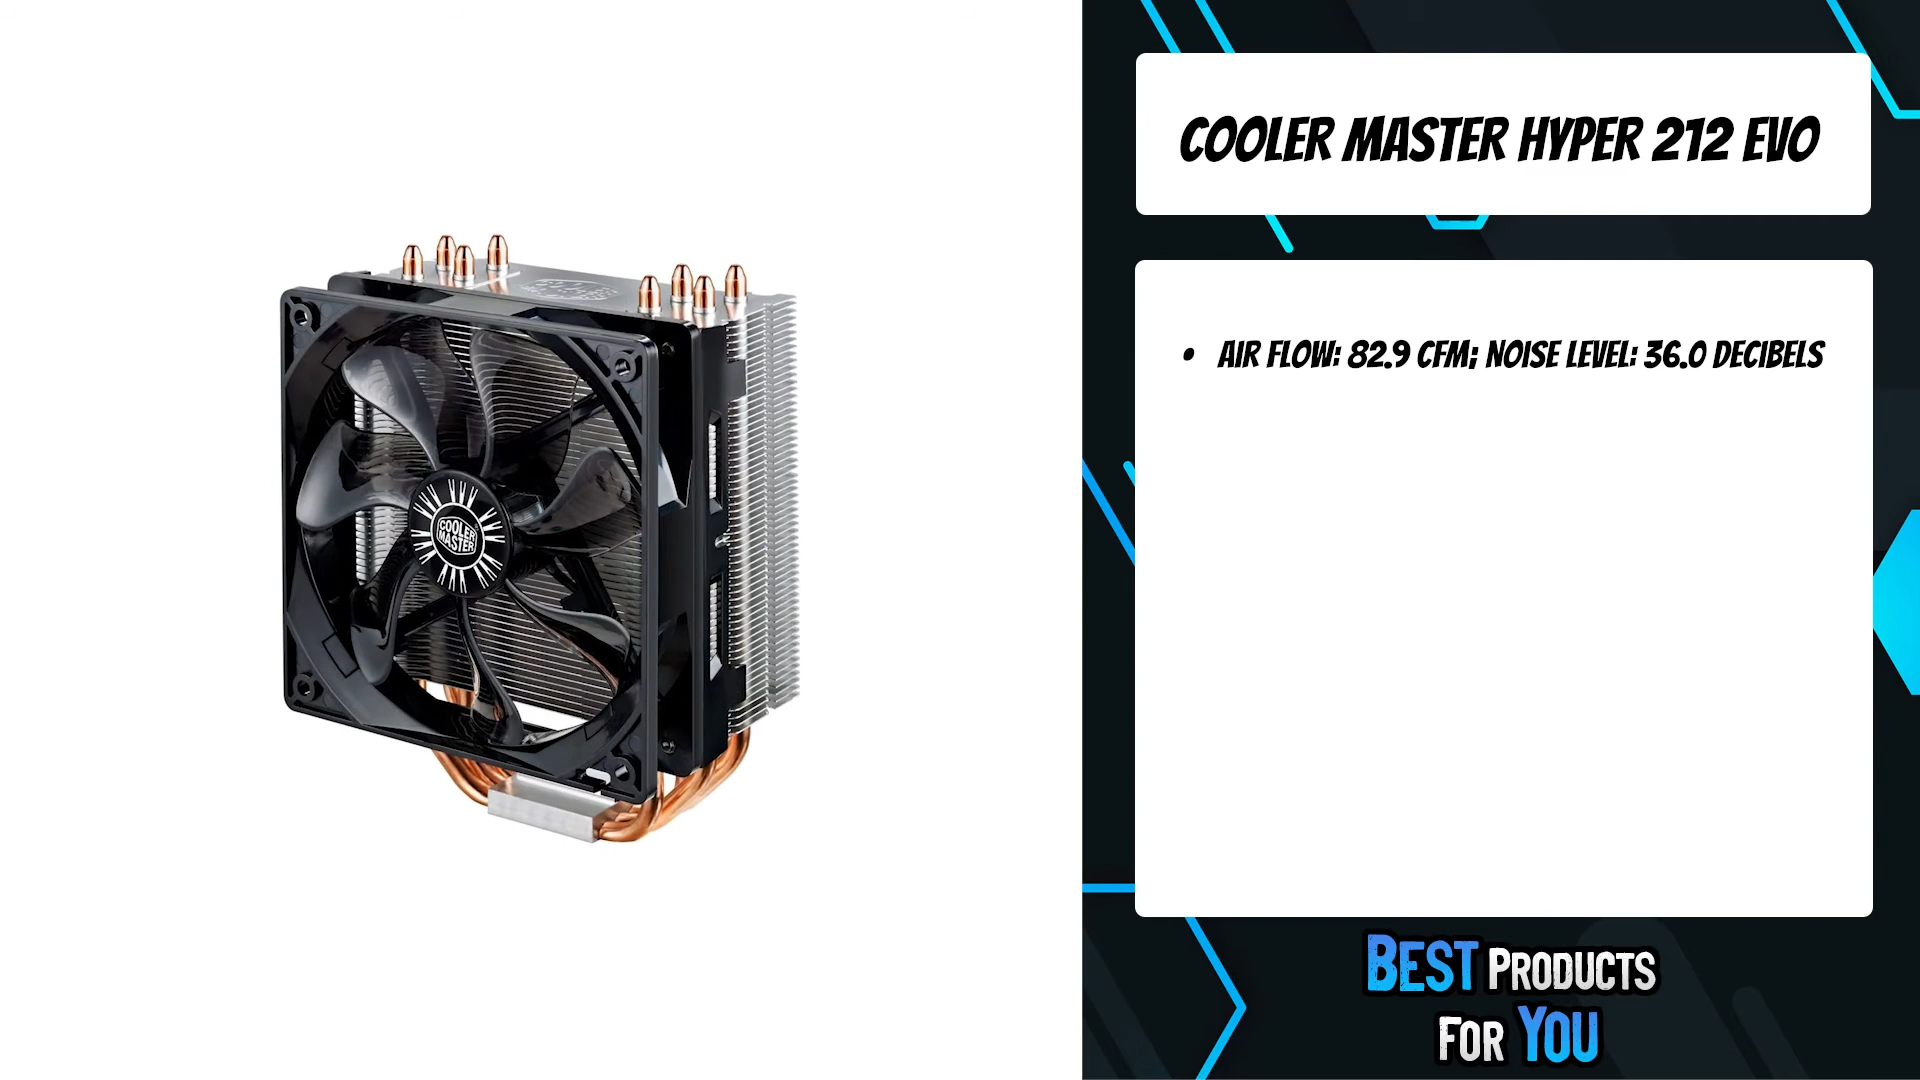 COOLER MASTER HYPER 212 EVO
• AIR FLOW: 82.9 CFM; NOISE LEVEL: 36.0 DECIBELS
COOLER
MASTER
BEST PRODUCTS
FOR YOU